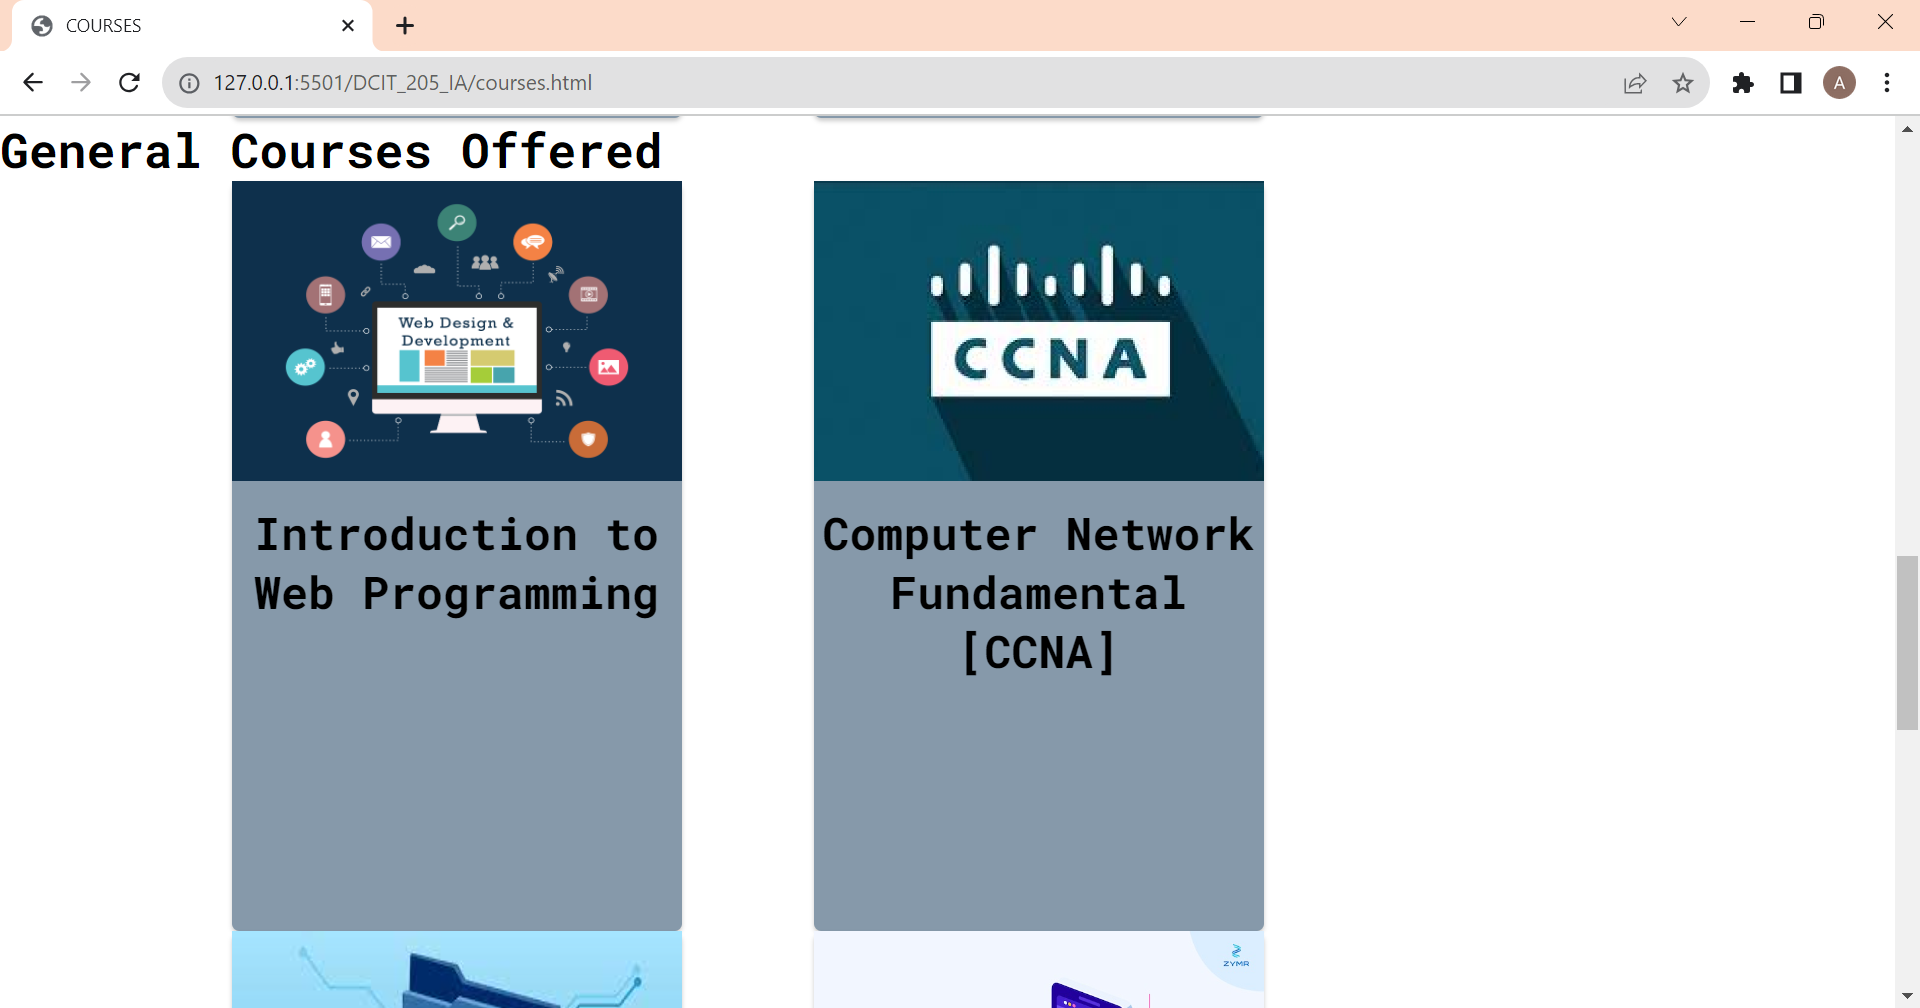 COURSES
127.0.0.1:5501/DCIT_205_IA/courses.html
A
General Courses Offered
Web Design &
Development
CCNA
Introduction to
Web Programming
Computer Network
Fundamental
[CCNA]
ZYMR